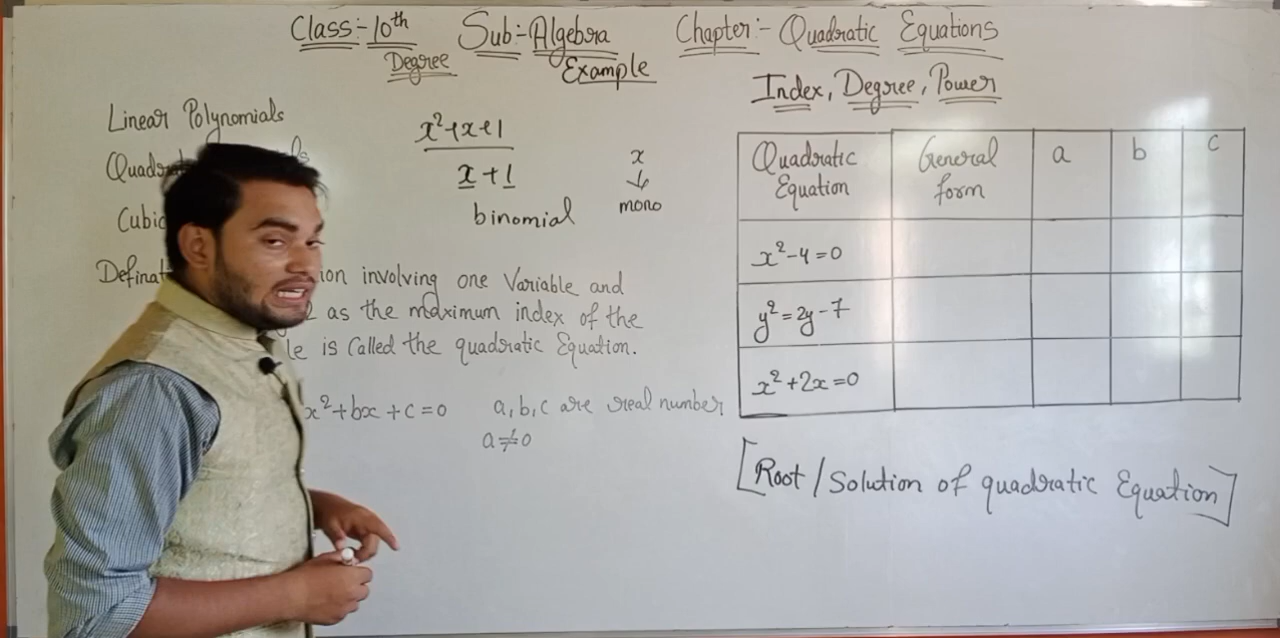 Class:- 10th Sub:- Algebra Chapter:- Quadratic Equations
Degree Example
Index, Degree, Power
Linear Polynomials
x²+x+1
x+1
x
↓
mono
Cubic
binomial
involving one Variable and
as the maximum index of the
is Called the quadratic Equation.
x²+bx+c=0 a,b,c are real number
a≠0
Quadratic Equation General form a b c
x²-4=0
y²=2y-7
x²+2x=0
[Root/Solution of quadratic Equation]